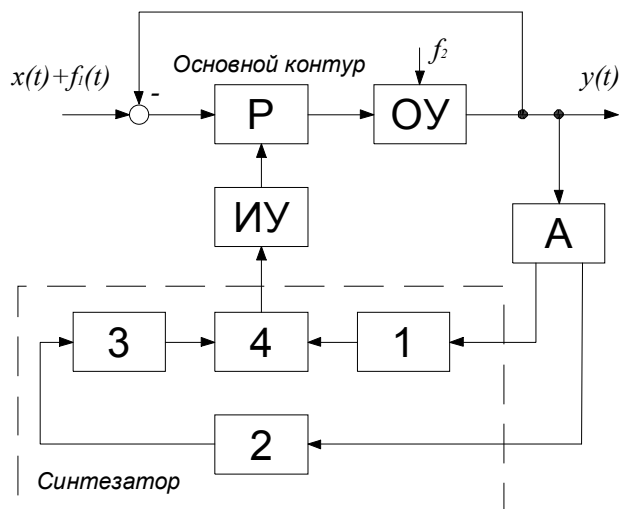 Основной контур
x(t)+f₁(t)
-
f₂
y(t)
Р
ОУ
ИУ
А
3
4
1
2
Синтезатор